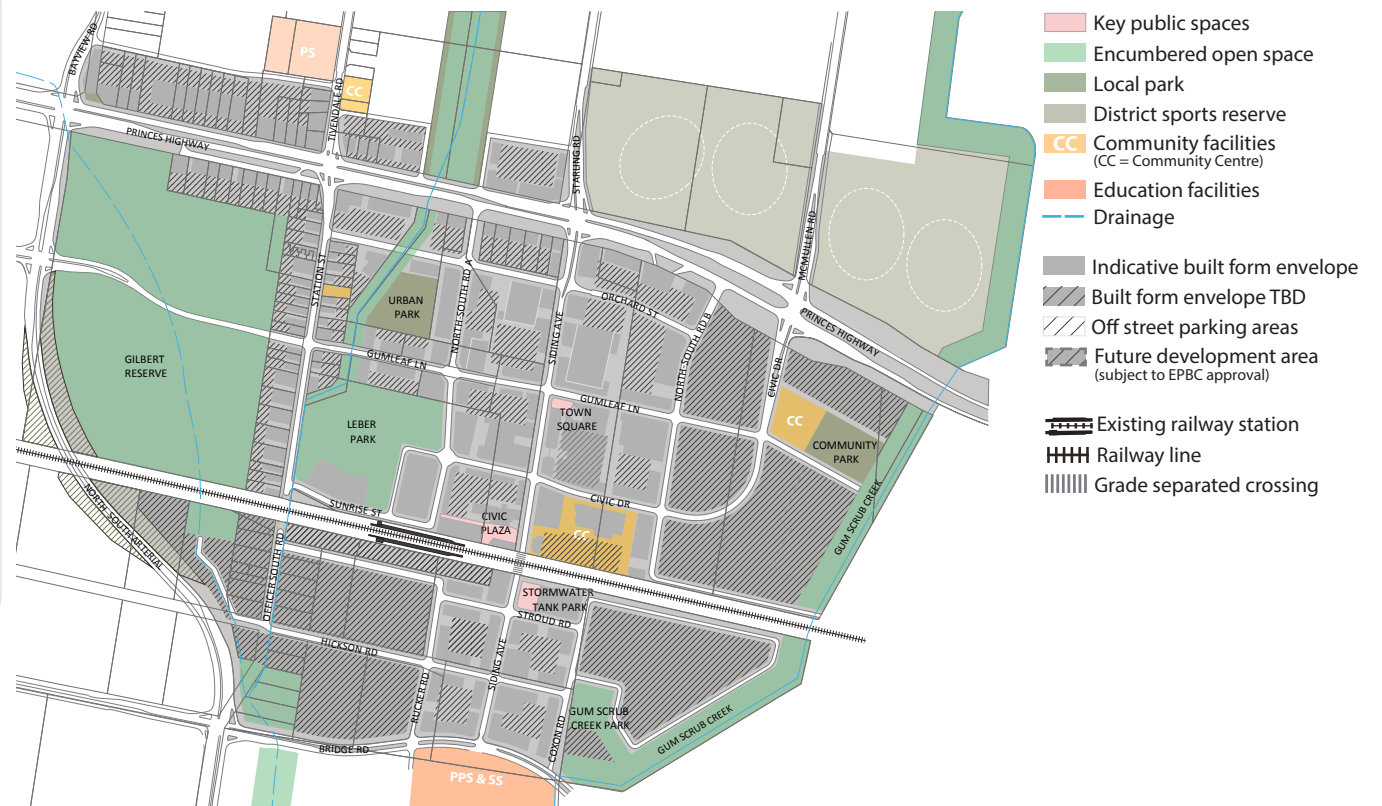 Key public spaces
Encumbered open space
Local park
District sports reserve
CC Community facilities
(CC = Community Centre)
Education facilities
Drainage
Indicative built form envelope
Built form envelope TBD
Off street parking areas
Future development area
(subject to EPBC approval)
Existing railway station
Railway line
Grade separated crossing
BAYVIEW RD
PS
TIVENDALE RD
CC
PRINCES HIGHWAY
STARLING RD
MCMULLEN RD
STATION ST
URBAN
PARK
NORTH-SOUTH RD A
ORCHARD ST
NORTH-SOUTH RD B
PRINCES HIGHWAY
SIDING AVE
GUMLEAF LN
GILBERT
RESERVE
CIVIC DR
GUMLEAF LN
TOWN
SQUARE
LEBER
PARK
CC
COMMUNITY
PARK
SUNRISE ST
CIVIC
PLAZA
CIVIC DR
CC
GUM SCRUB CREEK
NORTH-SOUTH ARTERIAL
OFFICER SOUTH RD
STORMWATER
TANK PARK
STROUD RD
HICKSON RD
SIDING AVE
RUCKER RD
GUM SCRUB
CREEK PARK
GUM SCRUB CREEK
COXON RD
BRIDGE RD
PPS & SS